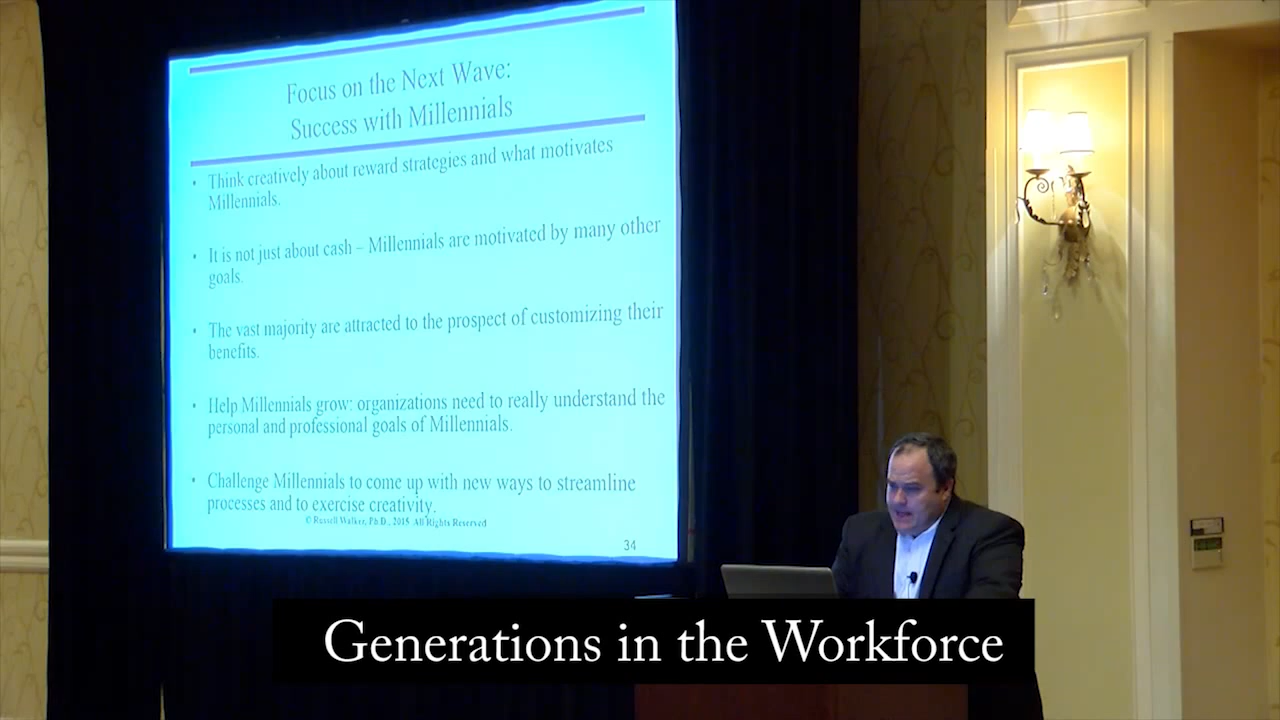 Focus on the Next Wave:
Success with Millennials
• Think creatively about reward strategies and what motivates
Millennials.
• It is not just about cash – Millennials are motivated by many other
goals.
• The vast majority are attracted to the prospect of customizing their
benefits.
• Help Millennials grow: organizations need to really understand the
personal and professional goals of Millennials.
• Challenge Millennials to come up with new ways to streamline
processes and to exercise creativity.
© Russell Walker, Ph.D., 2015 All Rights Reserved
34
Generations in the Workforce